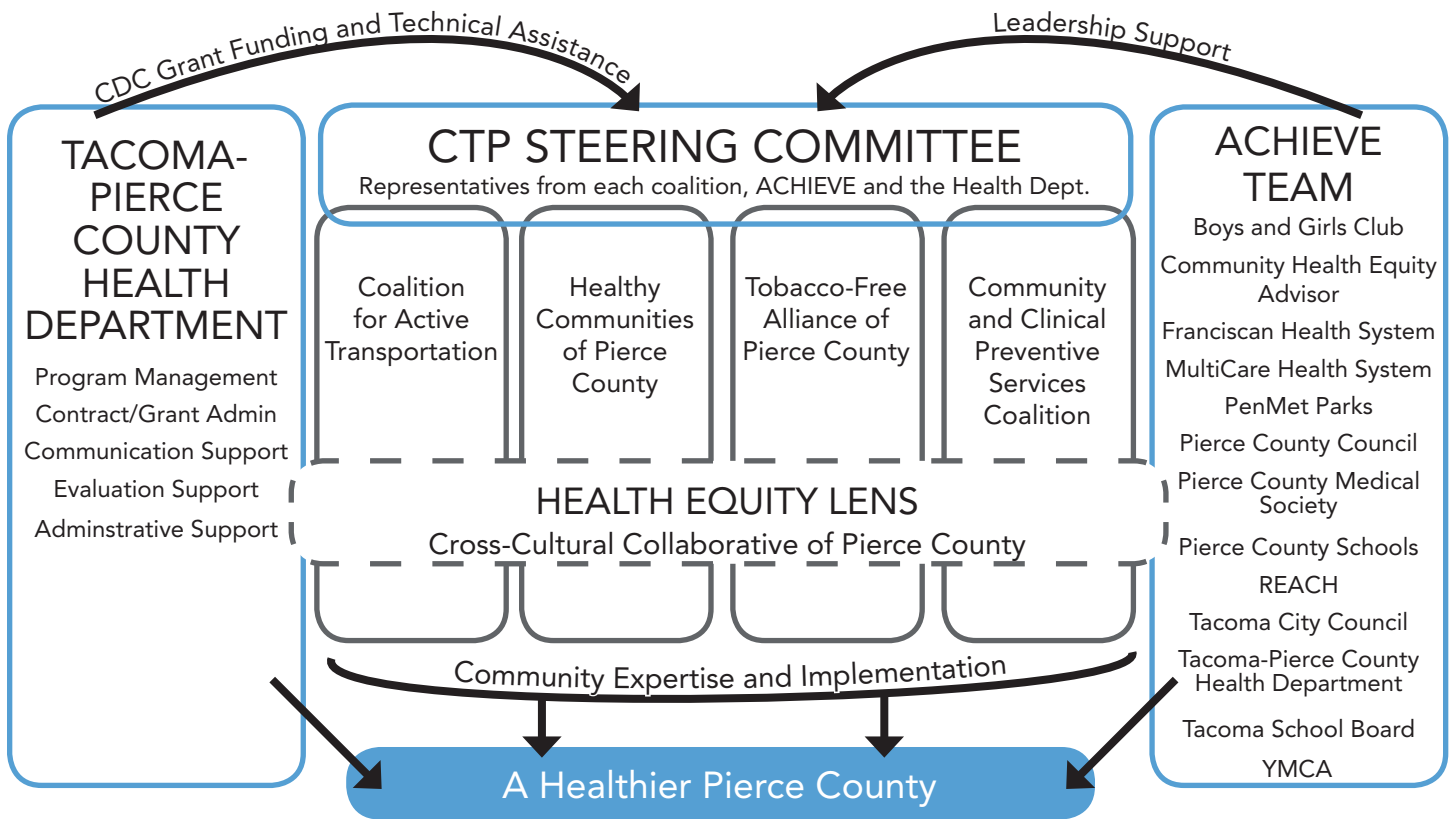 CDC Grant Funding and Technical Assistance
Leadership Support
TACOMA-
PIERCE
COUNTY
HEALTH
DEPARTMENT
Program Management
Contract/Grant Admin
Communication Support
Evaluation Support
Adminstrative Support
CTP STEERING COMMITTEE
Representatives from each coalition, ACHIEVE and the Health Dept.
Coalition
for Active
Transportation
Healthy
Communities
of Pierce
County
Tobacco-Free
Alliance of
Pierce County
Community
and Clinical
Preventive
Services
Coalition
HEALTH EQUITY LENS
Cross-Cultural Collaborative of Pierce County
Community Expertise and Implementation
A Healthier Pierce County
ACHIEVE
TEAM
Boys and Girls Club
Community Health Equity
Advisor
Franciscan Health System
MultiCare Health System
PenMet Parks
Pierce County Council
Pierce County Medical
Society
Pierce County Schools
REACH
Tacoma City Council
Tacoma-Pierce County
Health Department
Tacoma School Board
YMCA